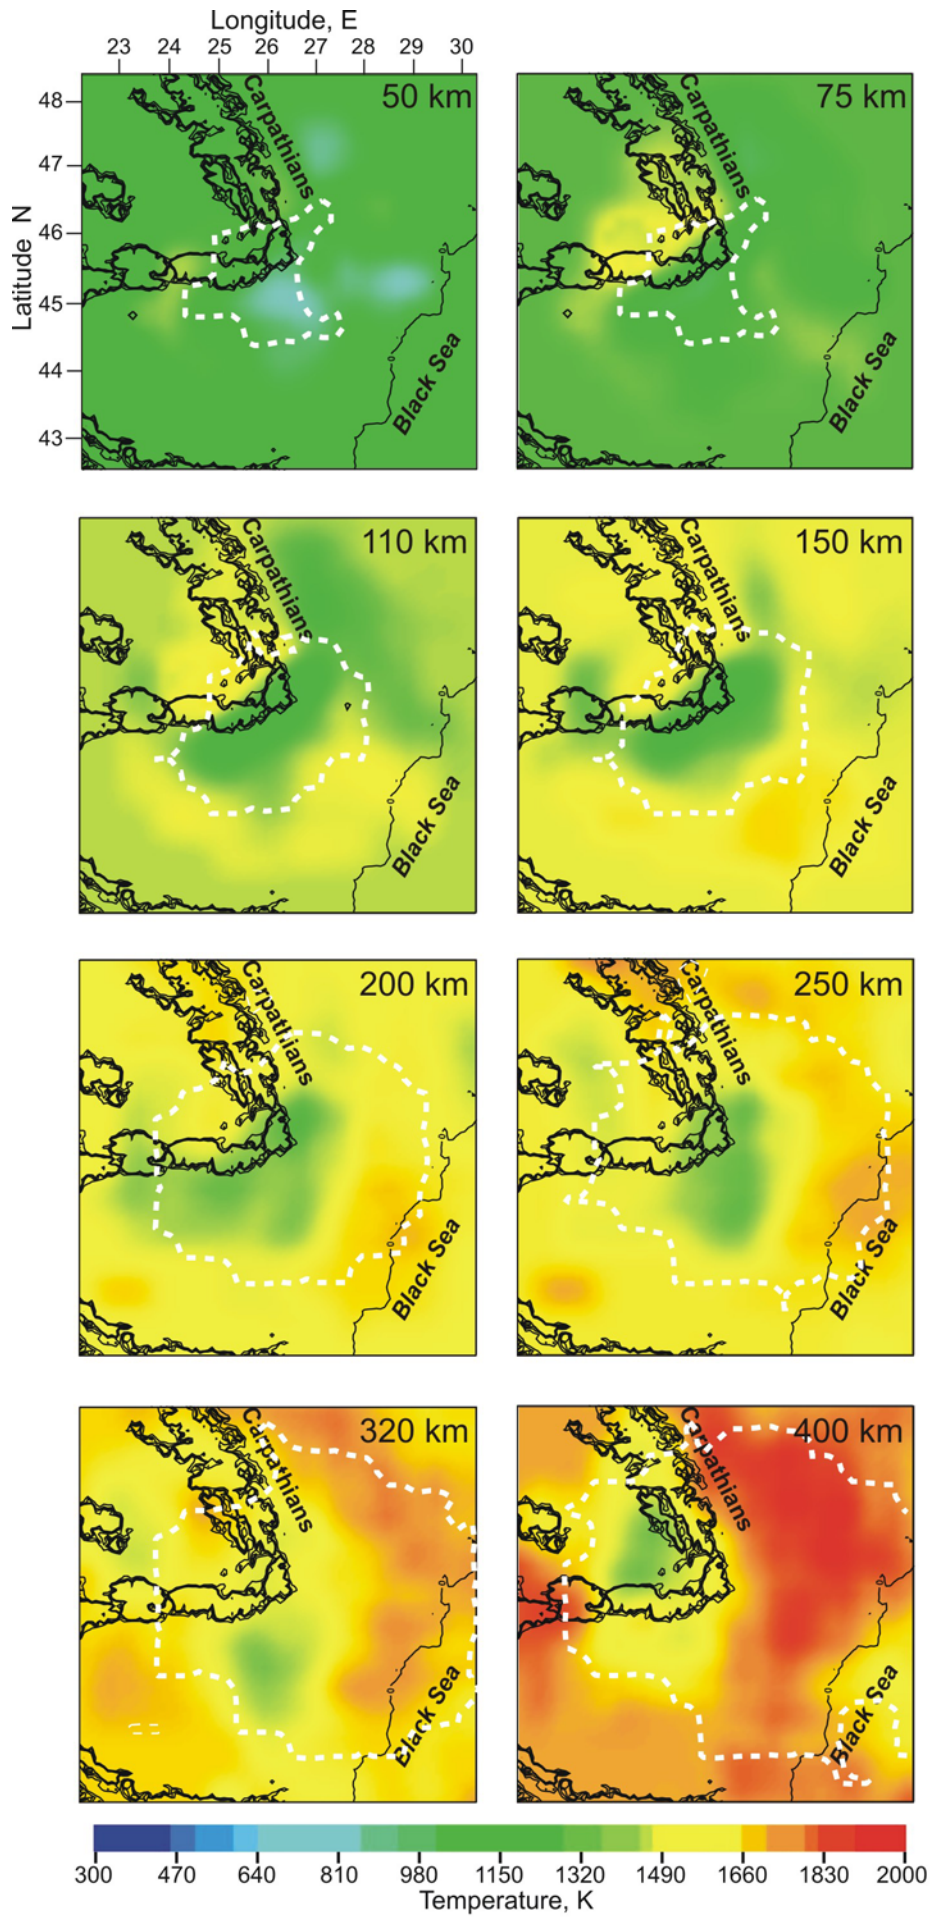 Longitude, E
23 24 25 26 27 28 29 30
Latitude N
48
47
46
45
44
43
50 km
Carpathians
Black Sea
75 km
Carpathians
Black Sea
110 km
Carpathians
Black Sea
150 km
Carpathians
Black Sea
200 km
Carpathians
Black Sea
250 km
Carpathians
Black Sea
320 km
Carpathians
Black Sea
400 km
Carpathians
Black Sea
300 470 640 810 980 1150 1320 1490 1660 1830 2000
Temperature, K